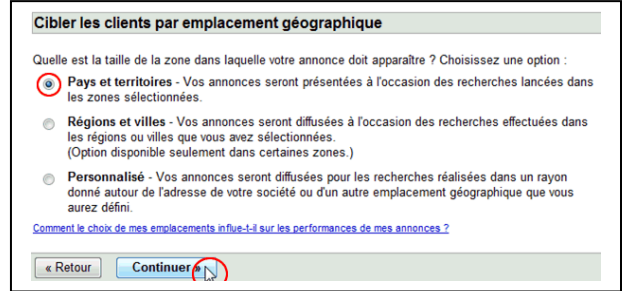 Cibler les clients par emplacement géographique
Quelle est la taille de la zone dans laquelle votre annonce doit apparaître ? Choisissez une option :
Pays et territoires - Vos annonces seront présentées à l'occasion des recherches lancées dans
les zones sélectionnées.
Régions et villes - Vos annonces seront diffusées à l'occasion des recherches effectuées dans
les régions ou villes que vous avez sélectionnées.
(Option disponible seulement dans certaines zones.)
Personnalisé - Vos annonces seront diffusées pour les recherches réalisées dans un rayon
donné autour de l'adresse de votre société ou d'un autre emplacement géographique que vous
aurez défini.
Comment le choix de mes emplacements influe-t-il sur les performances de mes annonces ?
« Retour Continuer »